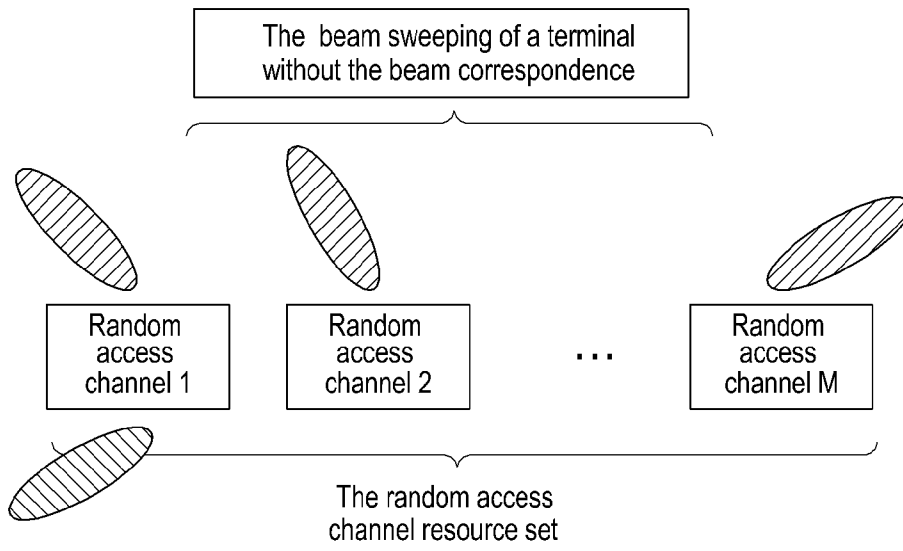 The beam sweeping of a terminal
without the beam correspondence
Random
access
channel 1
Random
access
channel 2
...
Random
access
channel M
The random access
channel resource set